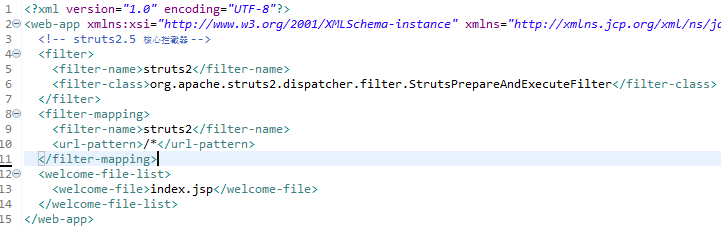 1 <?xml version="1.0" encoding="UTF-8"?>
2 <web-app xmlns:xsi="http://www.w3.org/2001/XMLSchema-instance" xmlns="http://xmlns.jcp.org/xml/ns/
3 <!-- struts2.5 核心拦截器 -->
4 <filter>
5 <filter-name>struts2</filter-name>
6 <filter-class>org.apache.struts2.dispatcher.filter.StrutsPrepareAndExecuteFilter</filter-class>
7 </filter>
8 <filter-mapping>
9 <filter-name>struts2</filter-name>
10 <url-pattern>/*</url-pattern>
11 </filter-mapping>
12 <welcome-file-list>
13 <welcome-file>index.jsp</welcome-file>
14 </welcome-file-list>
15 </web-app>